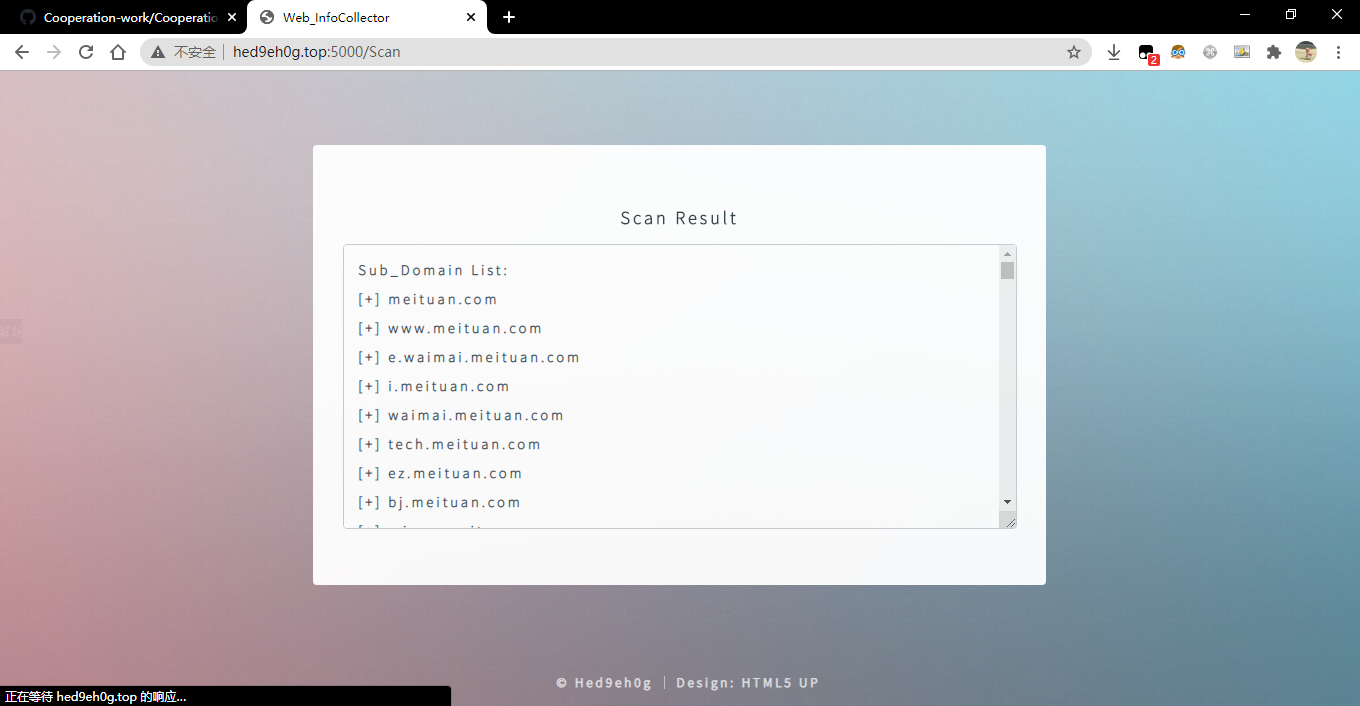 Cooperation-work/Cooperatio
Web_InfoCollector
不安全 hed9eh0g.top:5000/Scan
2
Scan Result
Sub_Domain List:
[+] meituan.com
[+] www.meituan.com
[+] e.waimai.meituan.com
[+] i.meituan.com
[+] waimai.meituan.com
[+] tech.meituan.com
[+] ez.meituan.com
[+] bj.meituan.com
© Hed9eh0g | Design: HTML5 UP
正在等待 hed9eh0g.top 的响应...